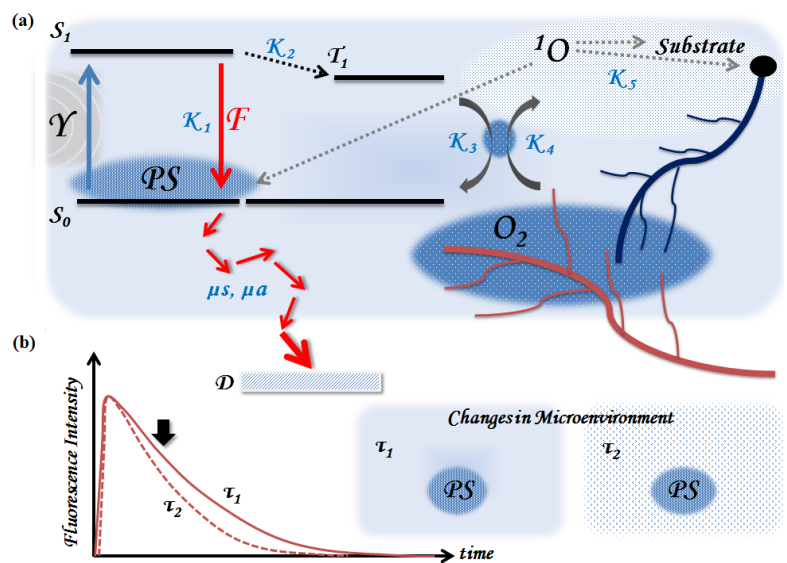 (a)
S1
K2
T1
1O
Substrate
K5
ϒ
K1
F
K3
K4
PS
S0
O2
μs, μa
D
(b)
Fluorescence Intensity
τ1
τ2
time
Changes in Microenvironment
τ1
τ2
PS
PS